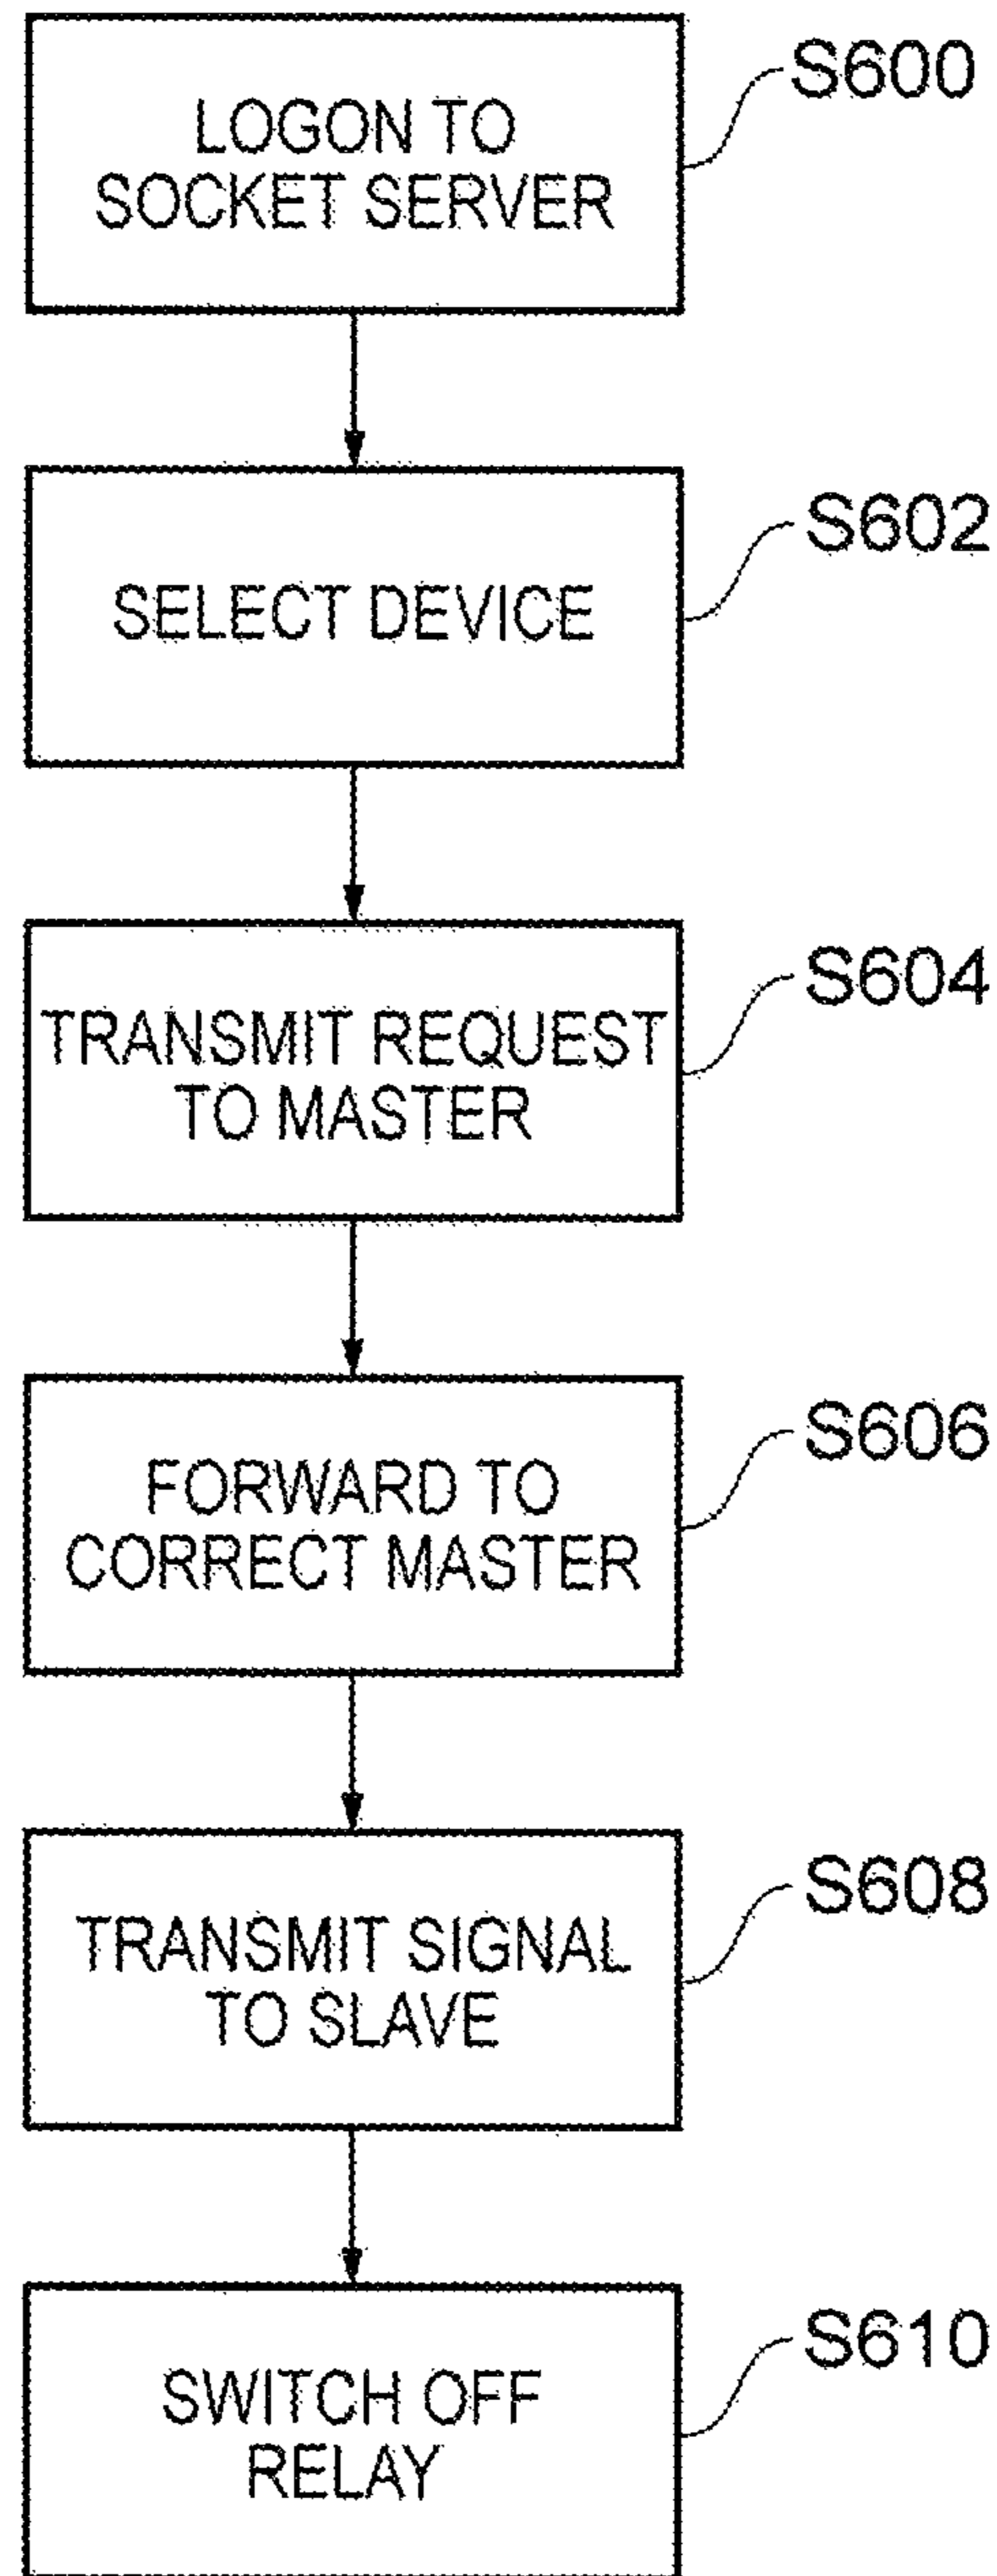 S600
LOGON TO
SOCKET SERVER
S602
SELECT DEVICE
S604
TRANSMIT REQUEST
TO MASTER
S606
FORWARD TO
CORRECT MASTER
S608
TRANSMIT SIGNAL
TO SLAVE
S610
SWITCH OFF
RELAY